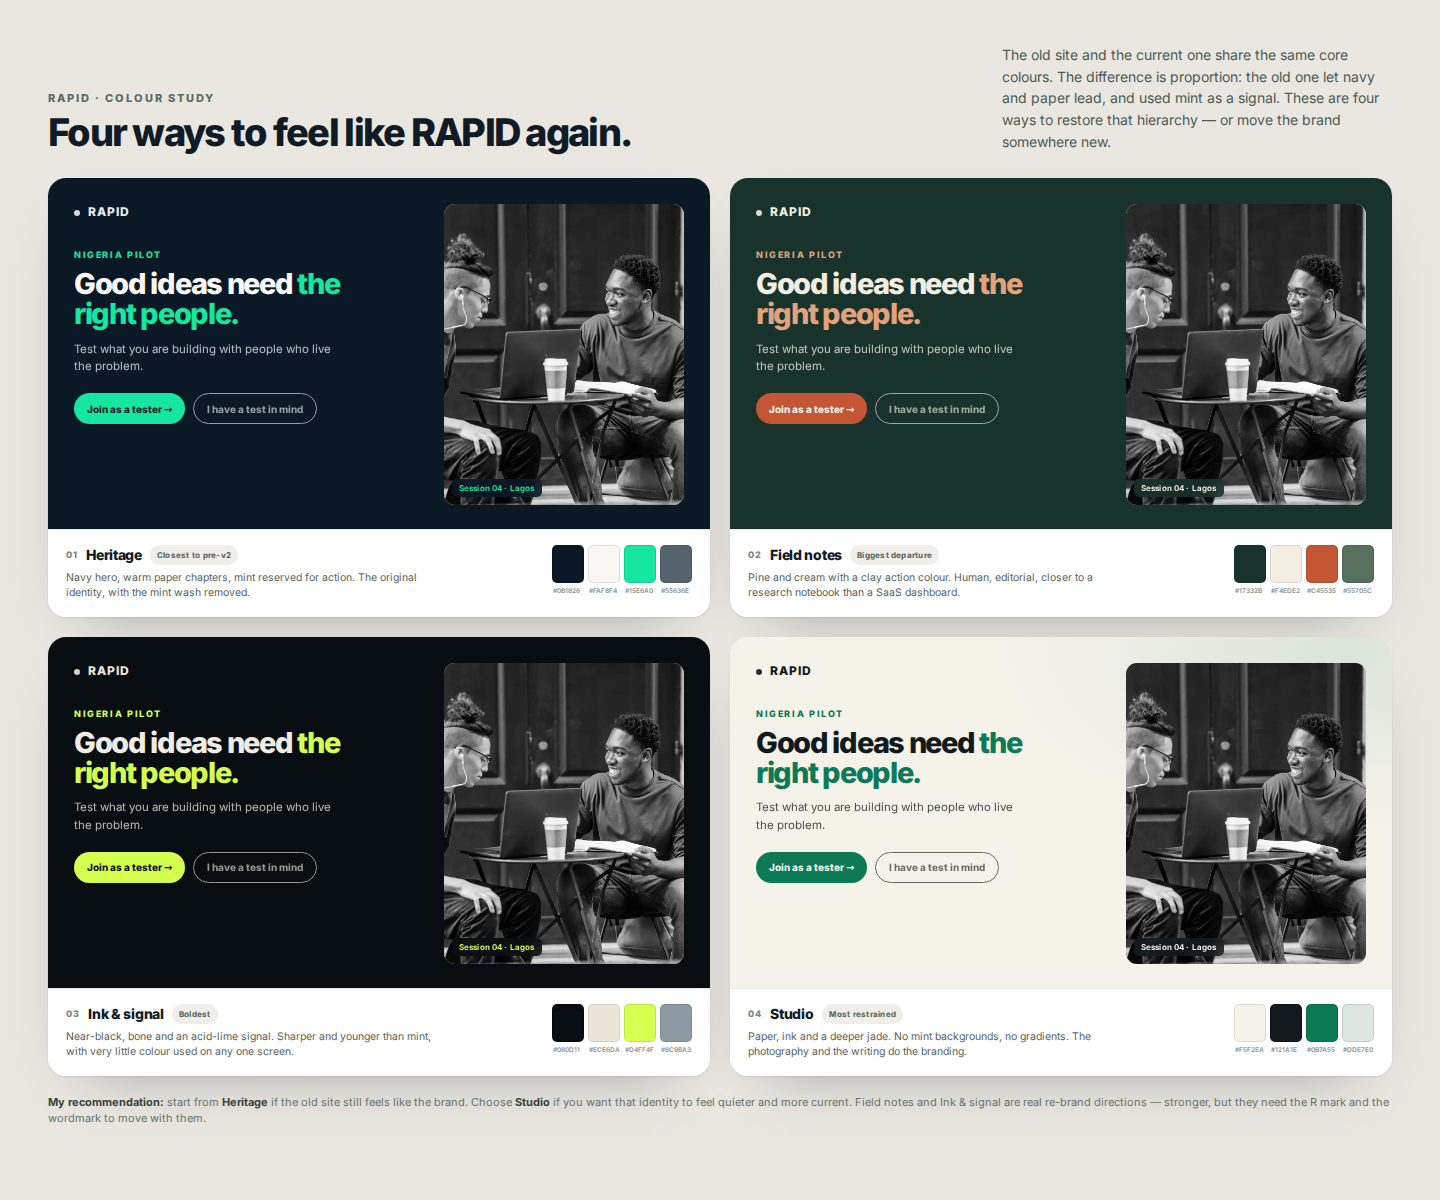 RAPID · COLOUR STUDY
Four ways to feel like RAPID again.
The old site and the current one share the same core
colours. The difference is proportion: the old one let navy
and paper lead, and used mint as a signal. These are four
ways to restore that hierarchy — or move the brand
somewhere new.
RAPID
NIGERIA PILOT
Good ideas need the
right people.
Test what you are building with people who live
the problem.
Join as a tester →
I have a test in mind
Session 04 · Lagos
01 Heritage Closest to pre-v2
Navy hero, warm paper chapters, mint reserved for action. The original
identity, with the mint wash removed.
#0B1826 #FAF8F4 #15E6A0 #55636E
RAPID
NIGERIA PILOT
Good ideas need the
right people.
Test what you are building with people who live
the problem.
Join as a tester →
I have a test in mind
Session 04 · Lagos
02 Field notes Biggest departure
Pine and cream with a clay action colour. Human, editorial, closer to a
research notebook than a SaaS dashboard.
#17332B #F4EDE2 #C45535 #55705C
RAPID
NIGERIA PILOT
Good ideas need the
right people.
Test what you are building with people who live
the problem.
Join as a tester →
I have a test in mind
Session 04 · Lagos
03 Ink & signal Boldest
Near-black, bone and an acid-lime signal. Sharper and younger than mint,
with very little colour used on any one screen.
#080D11 #ECE6DA #D4FF4F #8C9BA3
RAPID
NIGERIA PILOT
Good ideas need the
right people.
Test what you are building with people who live
the problem.
Join as a tester →
I have a test in mind
Session 04 · Lagos
04 Studio Most restrained
Paper, ink and a deeper jade. No mint backgrounds, no gradients. The
photography and the writing do the branding.
#F5F2EA #121A1E #0B7A55 #DDE7E0
My recommendation: start from Heritage if the old site still feels like the brand. Choose Studio if you want that identity to feel quieter and more current. Field notes and Ink & signal are real re-brand directions — stronger, but they need the R mark and the
wordmark to move with them.